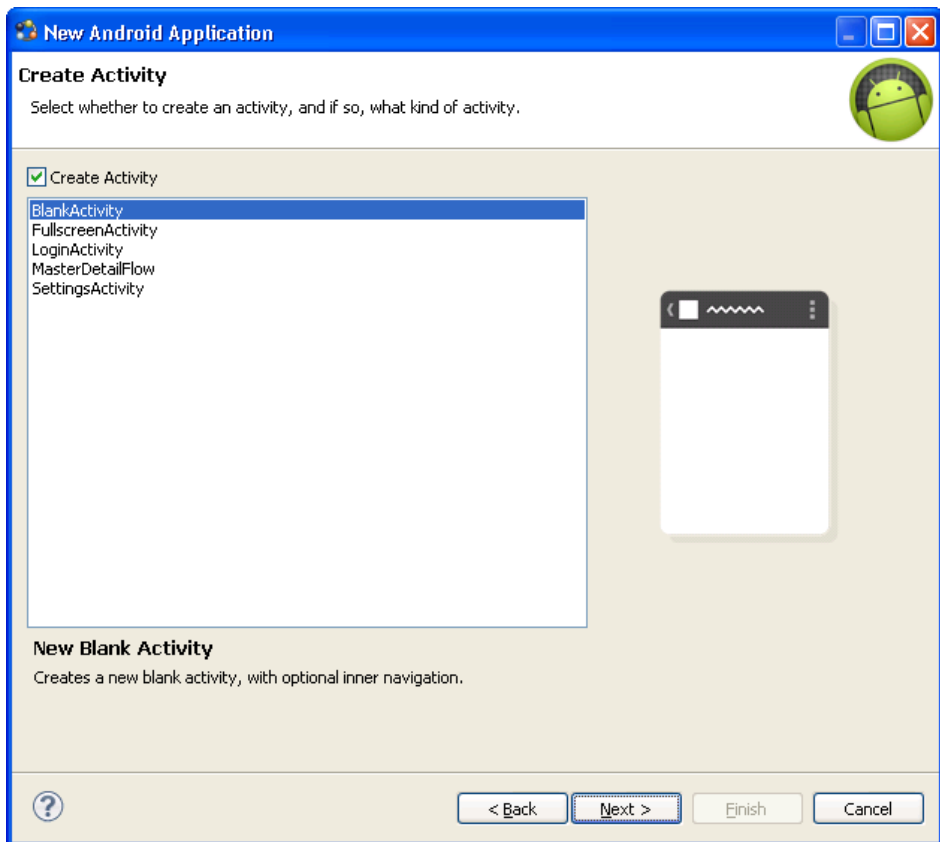 New Android Application
Create Activity
Select whether to create an activity, and if so, what kind of activity.
Create Activity
BlankActivity
FullscreenActivity
LoginActivity
MasterDetailFlow
SettingsActivity
New Blank Activity
Creates a new blank activity, with optional inner navigation.
? < Back Next > Finish Cancel